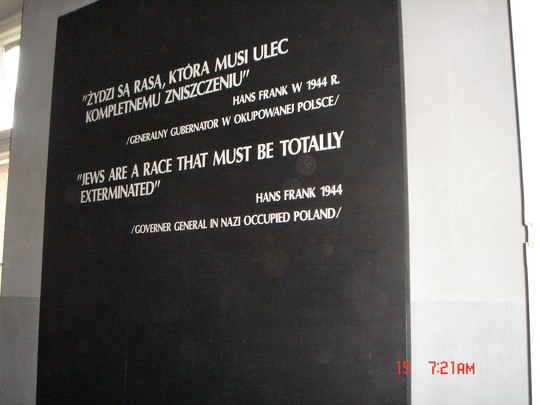 "ŻYDZI SĄ RASĄ, KTÓRA MUSI ULEC
KOMPLETNEMU ZNISZCZENIU"
HANS FRANK W 1944 R.
/GENERALNY GUBERNATOR W OKUPOWANEJ POLSCE/
"JEWS ARE A RACE THAT MUST BE TOTALLY
EXTERMINATED"
HANS FRANK 1944
/GOVERNER GENERAL IN NAZI OCCUPIED POLAND/
15 7:21AM